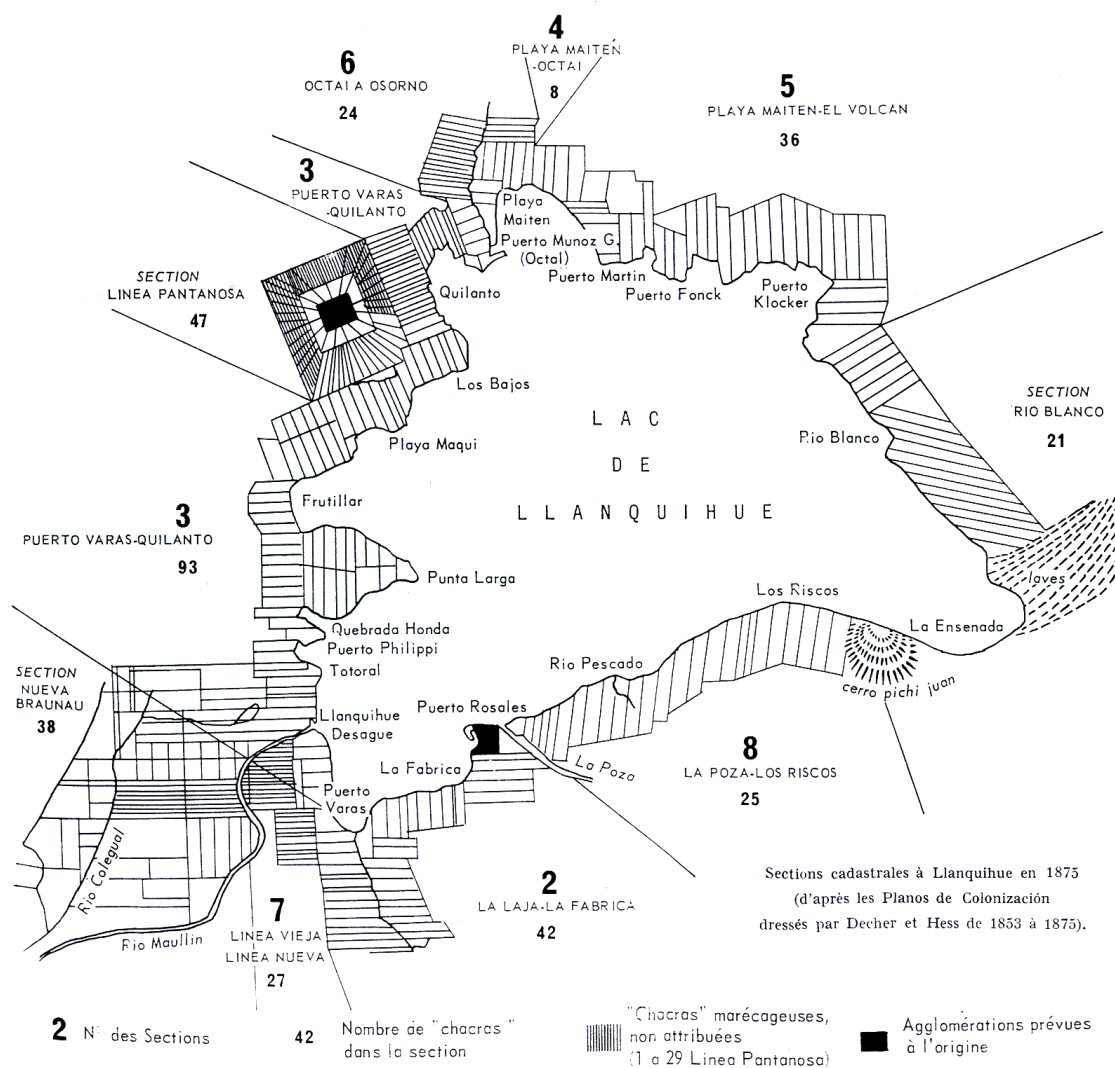 4
PLAYA MAITEN
-OCTAI
8
6
OCTAI A OSORNO
24
5
PLAYA MAITEN-EL VOLCAN
36
3
PUERTO VARAS
-QUILANTO
Playa
Maiten
Puerto Munoz G.
(Octal)
Puerto Martin
Puerto Fonck
Puerto
Klocker
SECTION
LINEA PANTANOSA
47
Quilanto
Los Bajos
Playa Maqui
LAC
DE
LLANQUIHUE
Rio Blanco
SECTION
RIO BLANCO
21
Frutillar
3
PUERTO VARAS-QUILANTO
93
Punta Larga
laves
Los Riscos
La Ensenada
Quebrada Honda
Puerto Philippi
Totoral
Rio Pescado
cerro pichi juan
SECTION
NUEVA
BRAUNAU
38
Llanquihue
Desague
Puerto Rosales
La Fabrica
La Poza
8
LA POZA-LOS RISCOS
25
Puerto
Varas
Rio Colegual
Rio Maullin
7
LINEA VIEJA
LINEA NUEVA
27
2
LA LAJA-LA FABRICA
42
Sections cadastrales à Llanquihue en 1875
(d'après les Planos de Colonización
dressés par Decher et Hess de 1853 à 1875).
2 N° des Sections
42 Nombre de "chacras"
dans la section
"Chacras" marécageuses,
non attribuées
(1 a 29 Linea Pantanosa)
Agglomérations prévues
à l'origine